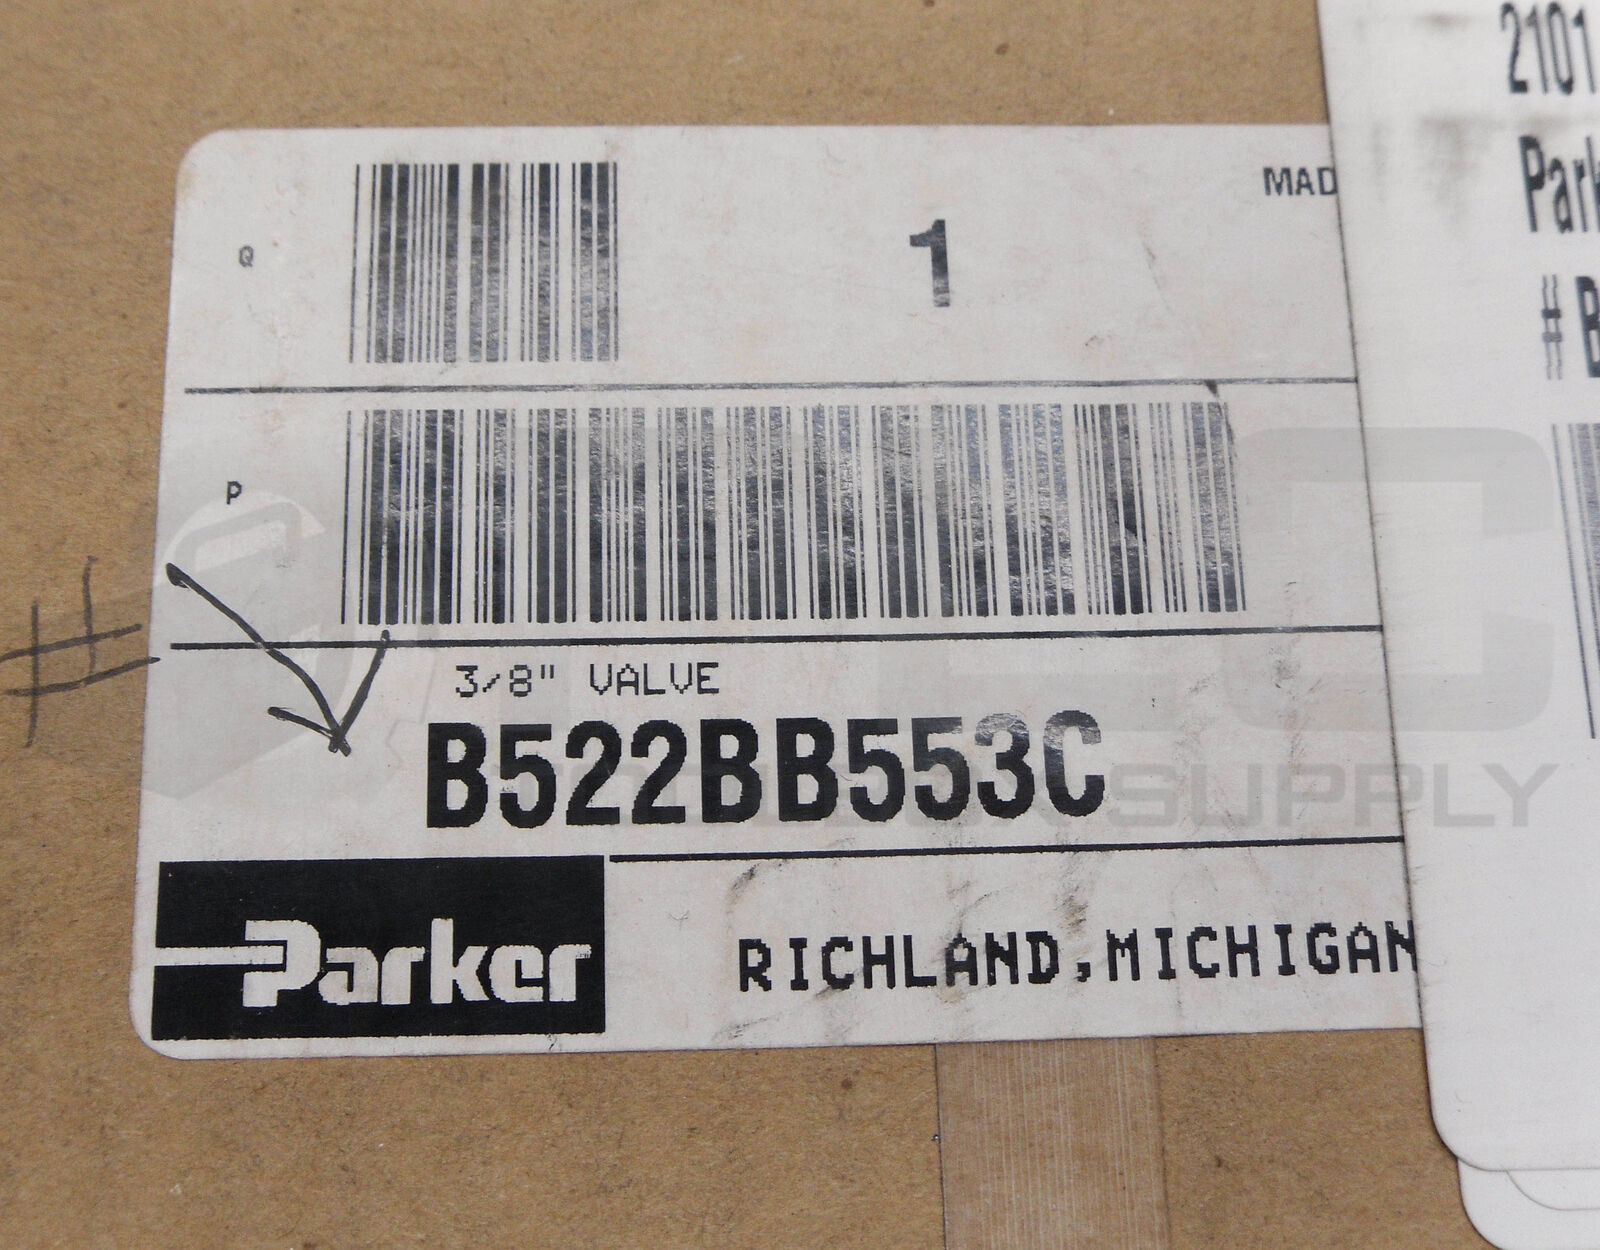 Q
1
MAD
P
3/8" VALVE
B522BB553C
Parker
RICHLAND, MICHIGAN
#
2101
Park
# B
SUPPLY